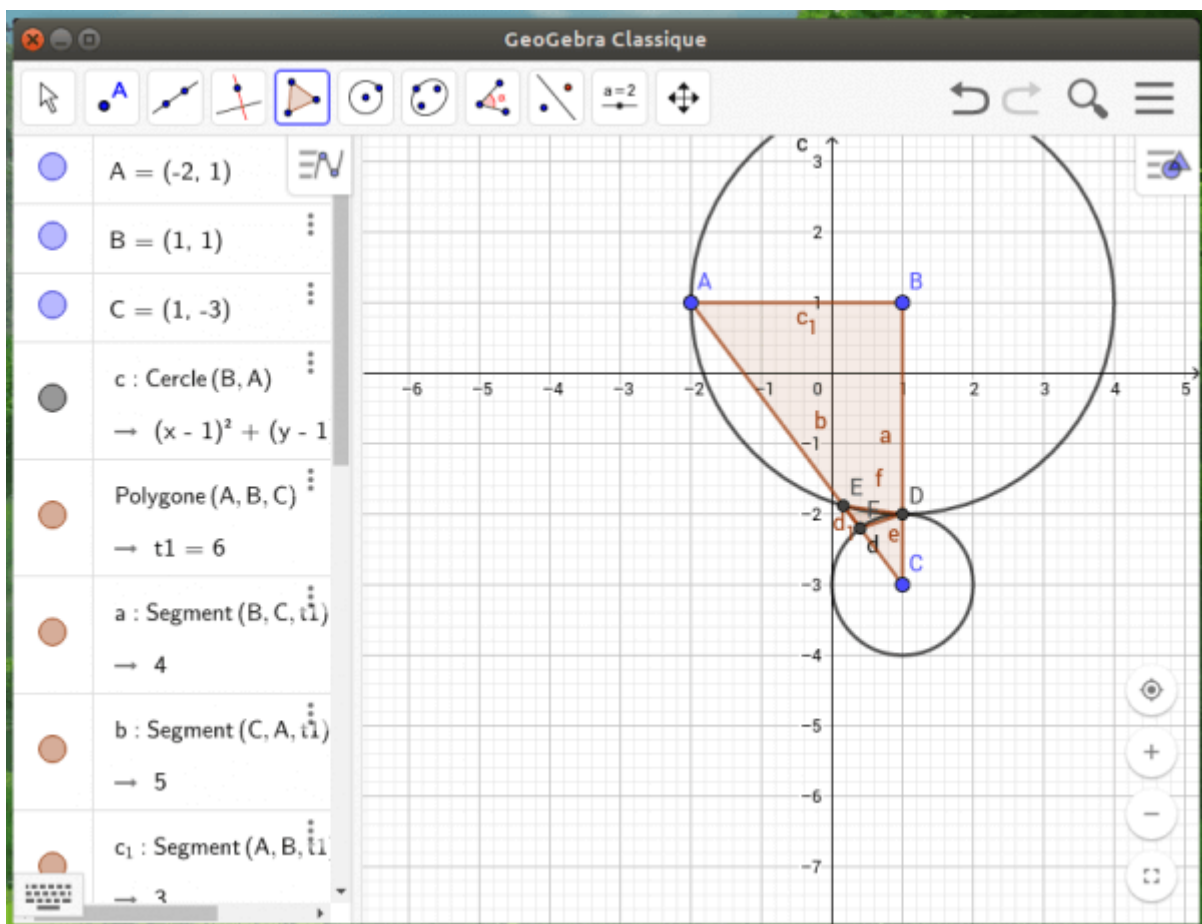 GeoGebra Classique
A
a = 2
A = (-2, 1)
B = (1, 1)
C = (1, -3)
c : Cercle (B, A)
→ (x - 1)² + (y - 1
Polygone (A, B, C)
→ t1 = 6
a : Segment (B, C, t1)
→ 4
b : Segment (C, A, t1)
→ 5
c₁ : Segment (A, B, t1
→ 3
c
3
2
A
B
1
c₁
−6 −5 −4 −3 −2 −1 0 1 2 3 4 5
b
a
−1
E
f
D
F
−2
d₁
e
d
C
−3
−4
−5
−6
−7